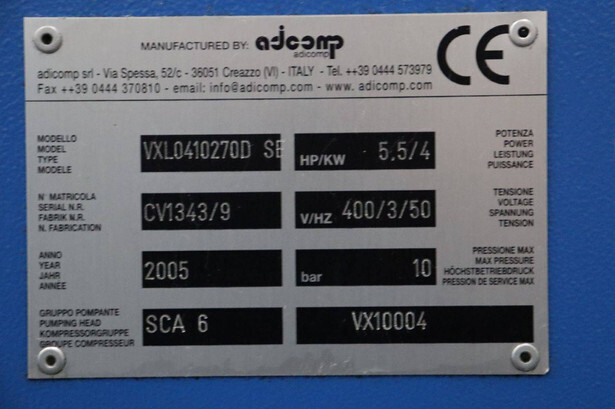 MANUFACTURED BY: adicomp
adicomp
adicomp srl - Via Spessa, 52/c - 36051 Creazzo (VI) - ITALY - Tel. ++39 0444 573979
Fax ++39 0444 370810 - email: info@adicomp.com - www. adicomp.com
CE
MODELLO
MODEL
TYPE
MODELE
VXL0410270D SE
HP/KW 5,5/4
POTENZA
POWER
LEISTUNG
PUISSANCE
N° MATRICOLA
SERIAL N.R.
FABRIK N.R.
N. FABRICATION
CV1343/9
V/HZ 400/3/50
TENSIONE
VOLTAGE
SPANNUNG
TENSION
ANNO
YEAR
JAHR
ANNÉE
2005
bar 10
PRESSIONE MAX
MAX PRESSURE
HÖCHSTBETRIEBDRUCK
PRESSION DE SERVICE MAX
GRUPPO POMPANTE
PUMPING HEAD
KOMPRESSORGRUPPE
GROUPE COMPRESSEUR
SCA 6
VX10004